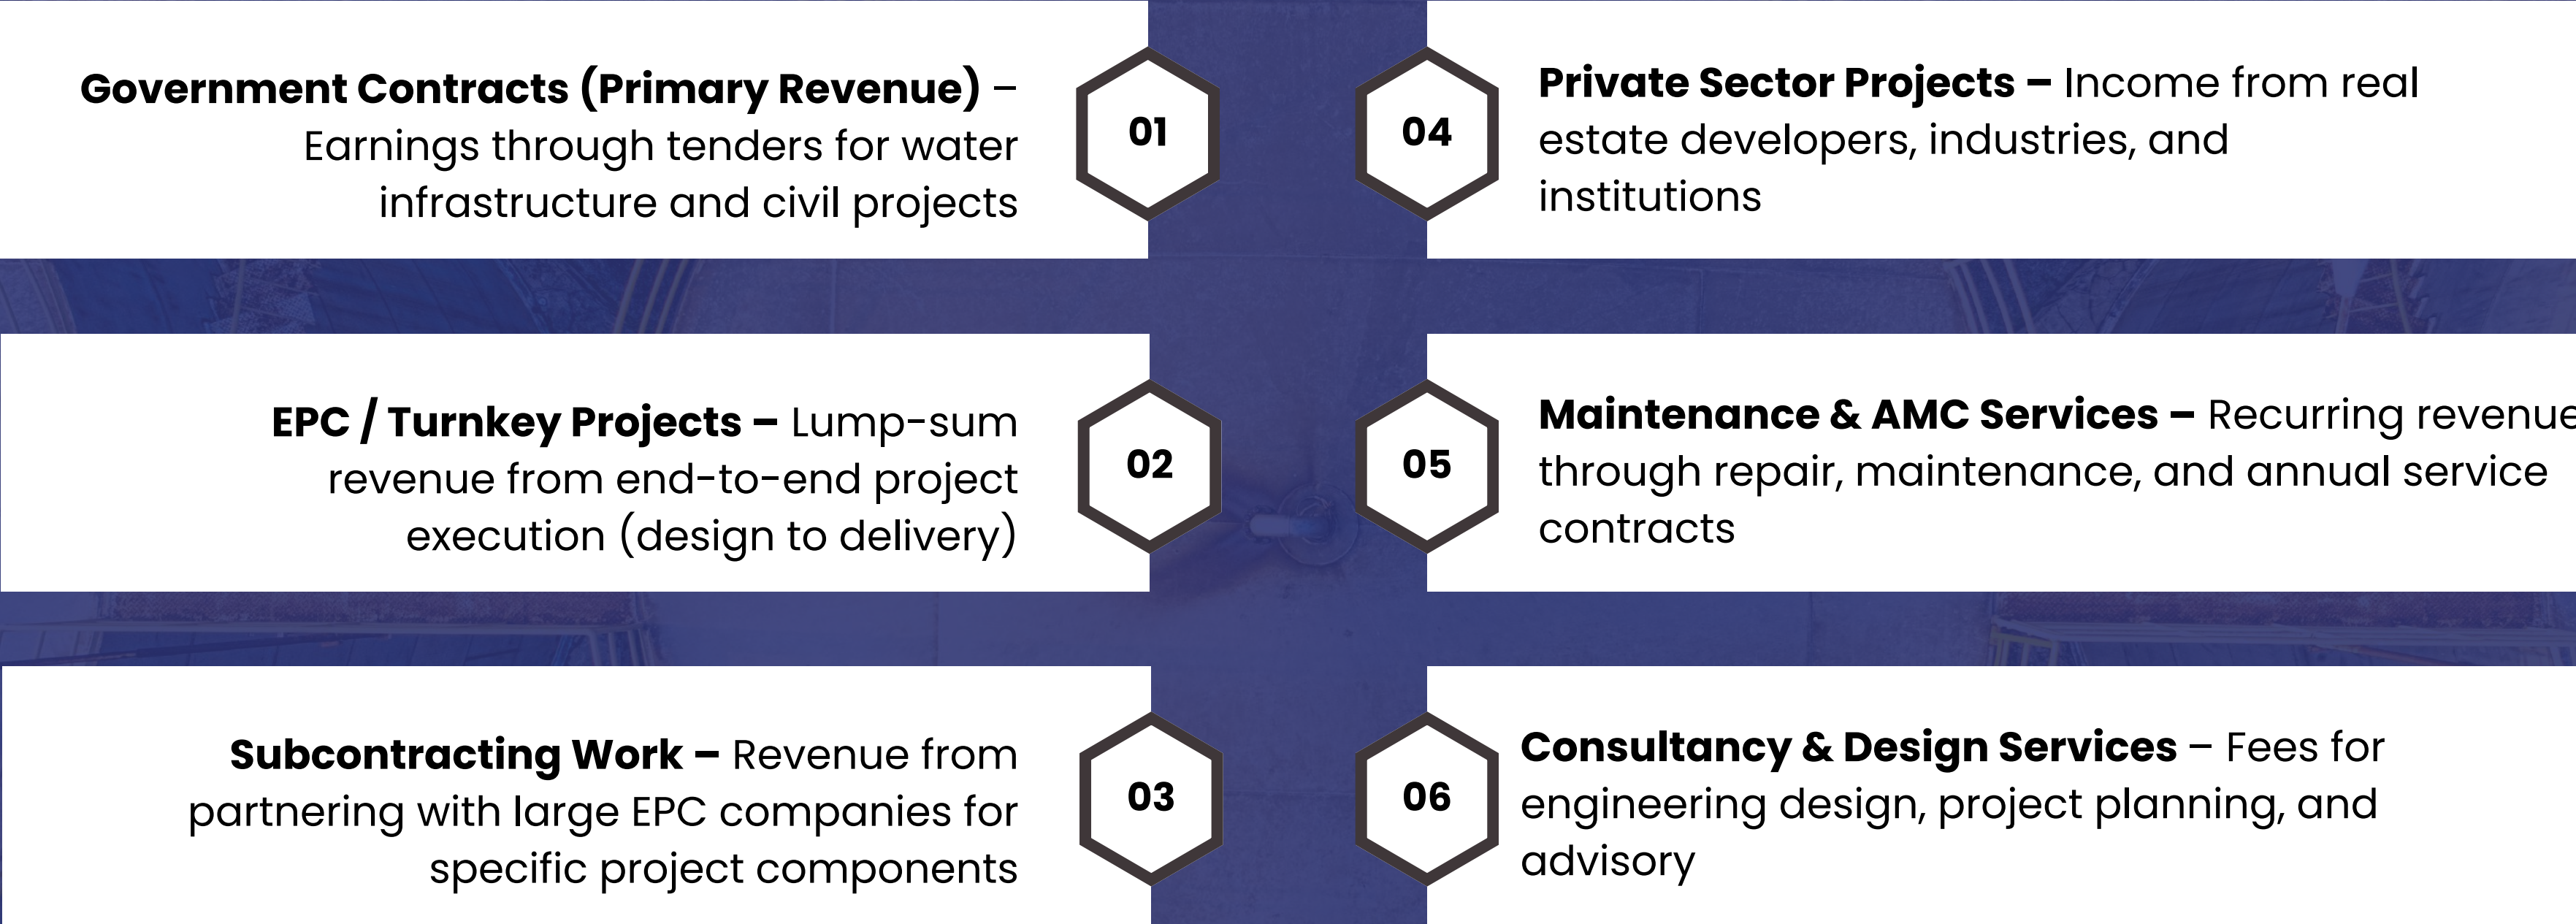 Government Contracts (Primary Revenue) –
Earnings through tenders for water
infrastructure and civil projects
01
EPC / Turnkey Projects – Lump-sum
revenue from end-to-end project
execution (design to delivery)
02
Subcontracting Work – Revenue from
partnering with large EPC companies for
specific project components
03
04
Private Sector Projects – Income from real
estate developers, industries, and
institutions
05
Maintenance & AMC Services – Recurring revenue
through repair, maintenance, and annual service
contracts
06
Consultancy & Design Services – Fees for
engineering design, project planning, and
advisory